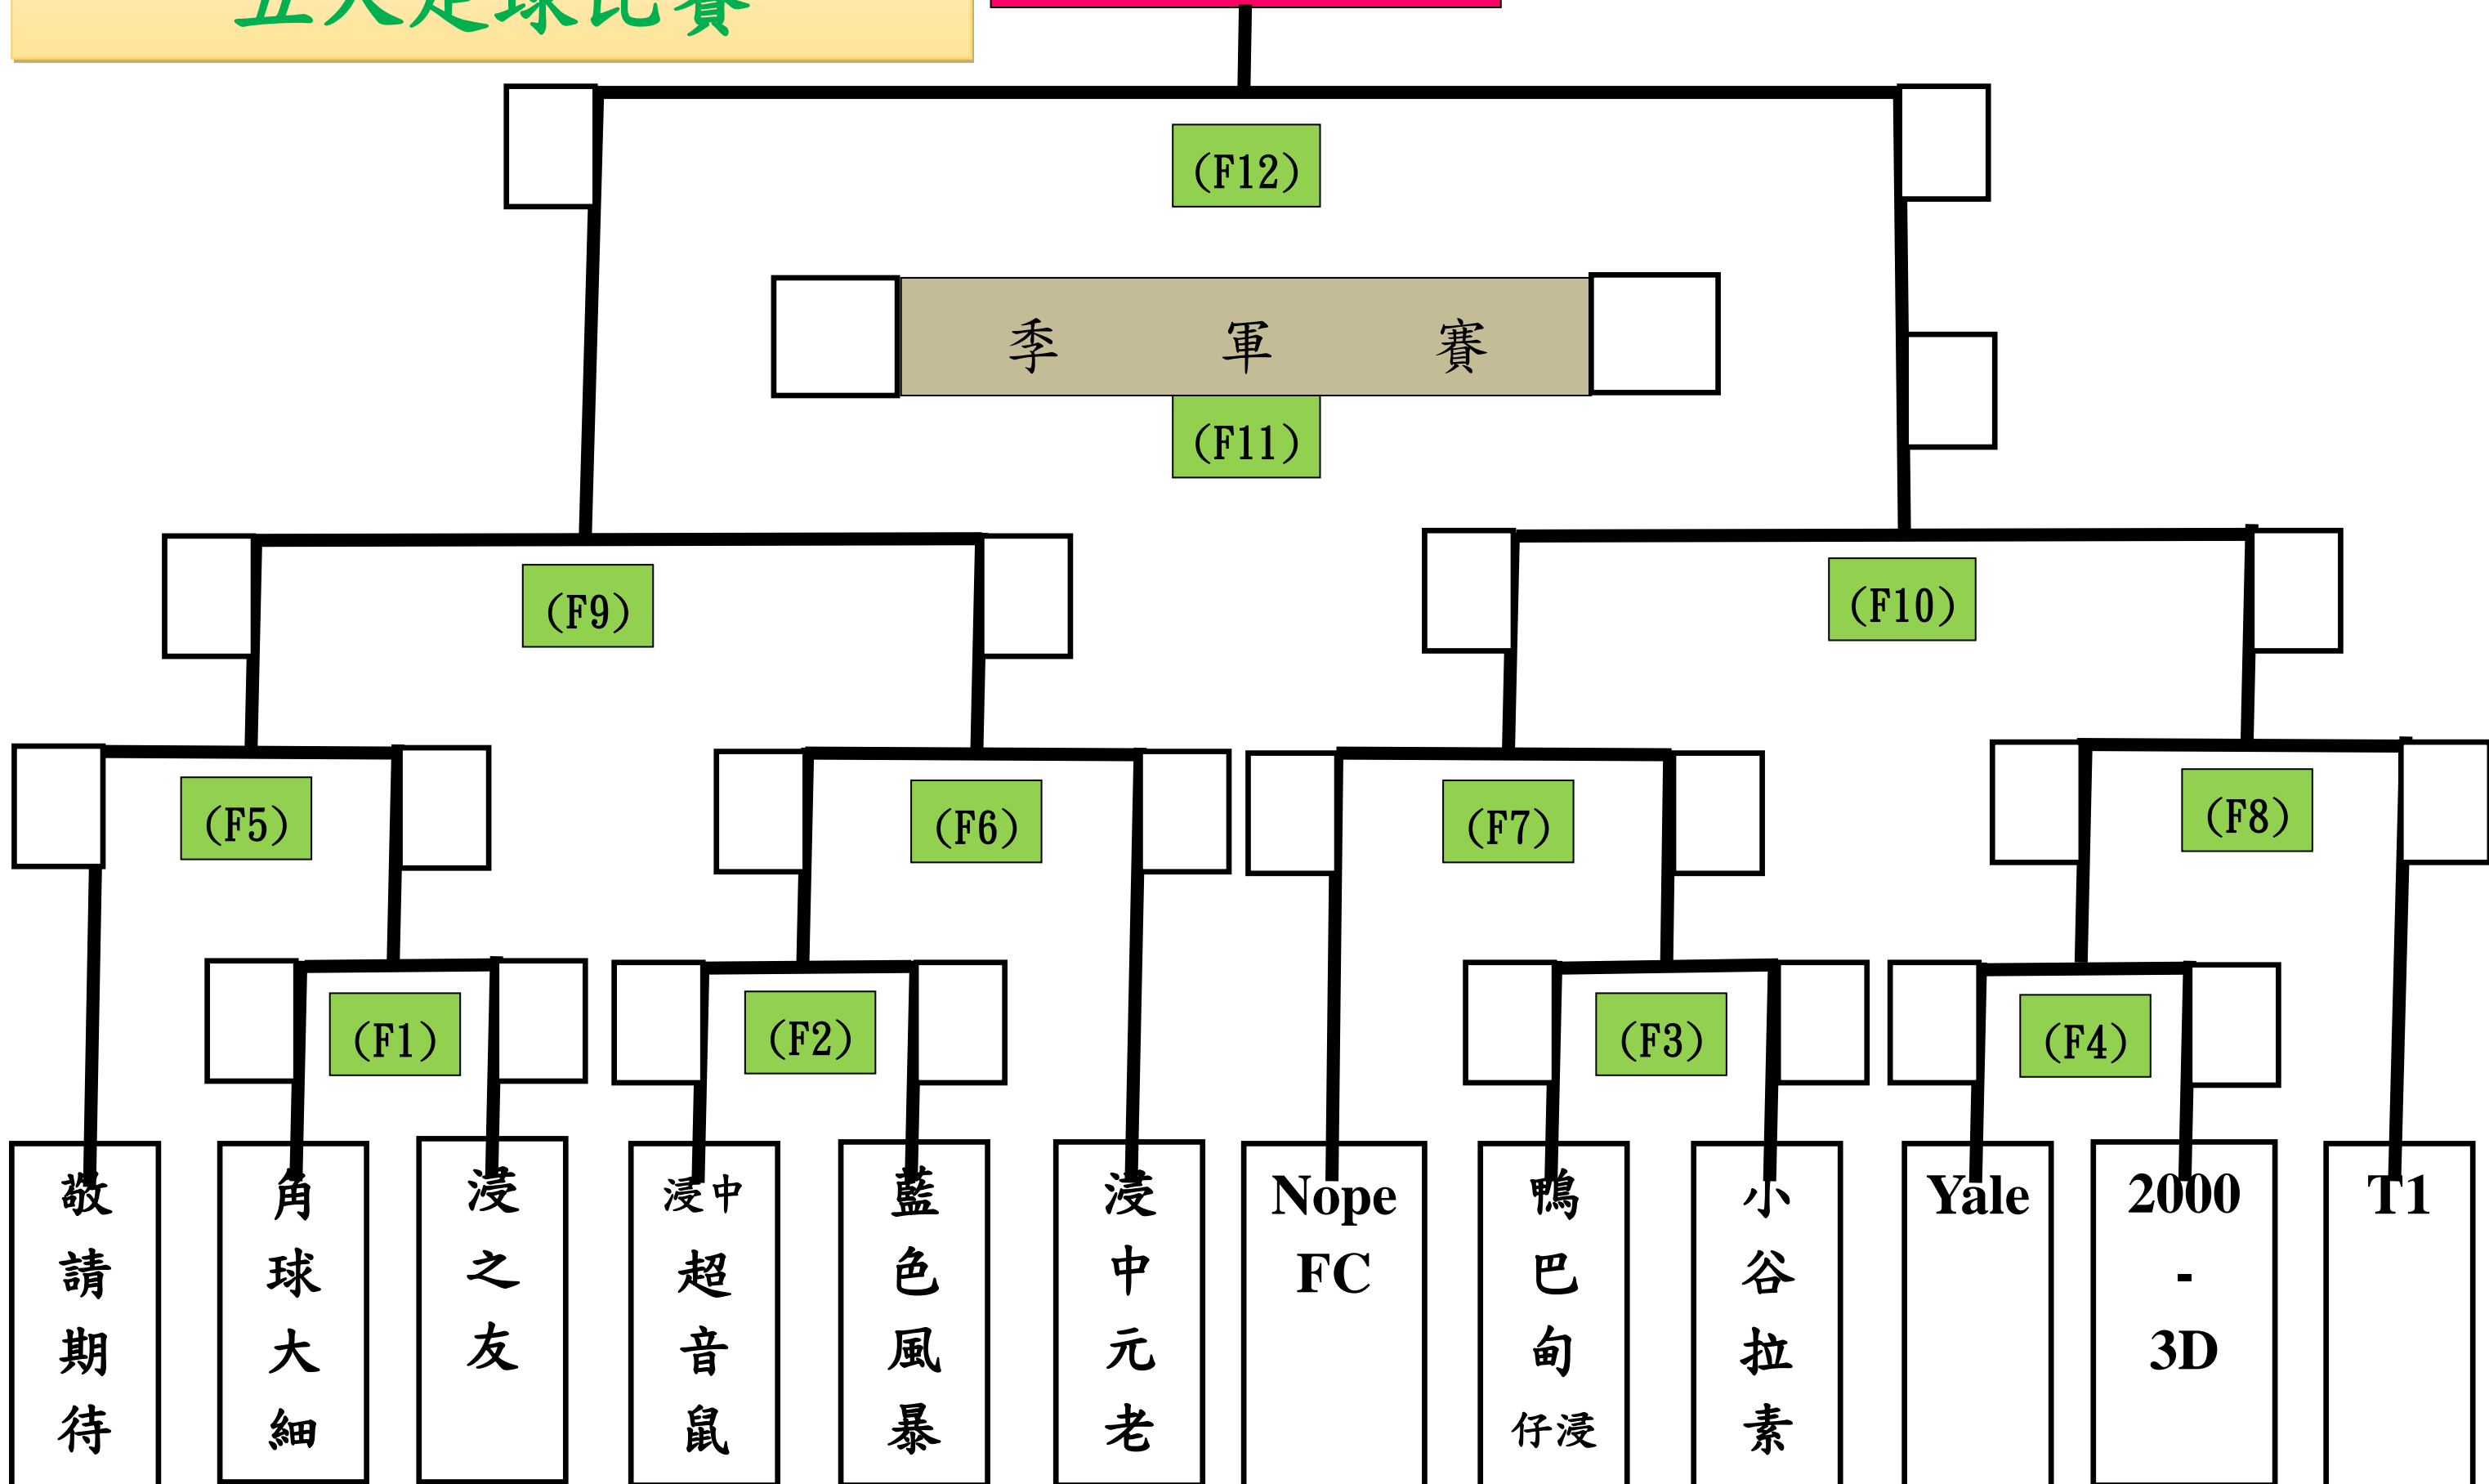 五人足球比賽
(F12)
季軍賽
(F11)
(F9)
(F10)
(F5)
(F6)
(F7)
(F8)
(F1)
(F2)
(F3)
(F4)
敬請期待
角球大細
浸之友
浸中超音鼠
藍色風暴
浸中元老
Nope
FC
鴨巴甸仔浸
小谷拉素
Yale
2000
-
3D
T1